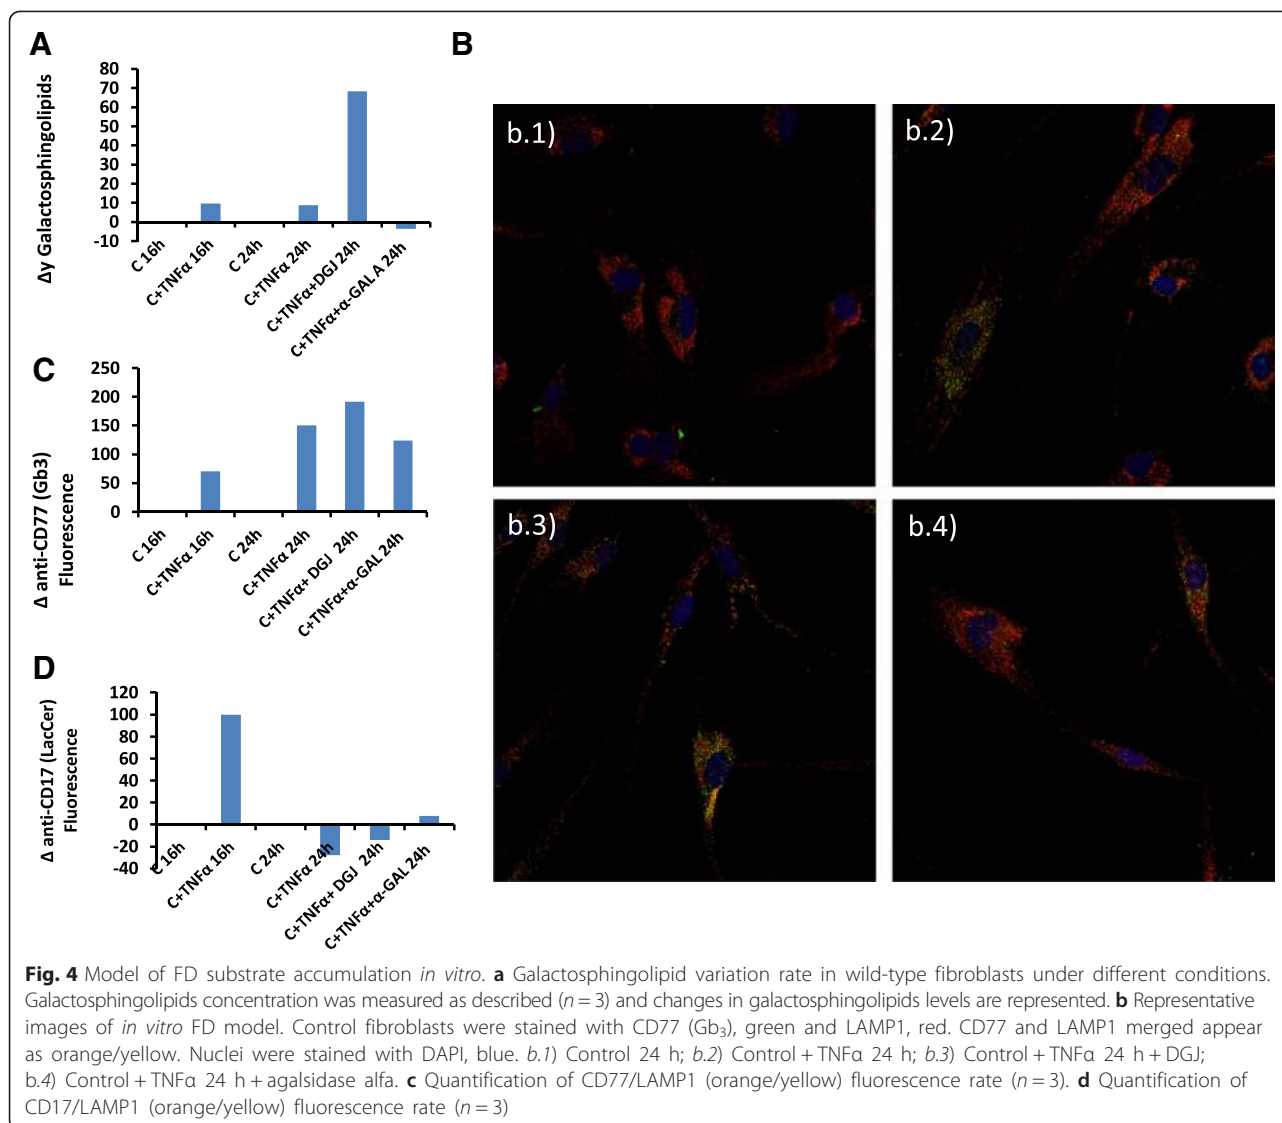 A
Δy Galactosphingolipids
80
70
60
50
40
30
20
10
0
-10
C 16h
C+TNFα 16h
C 24h
C+TNFα 24h
C+TNFα+DGJ 24h
C+TNFα+α-GAL A 24h
B
b.1)
b.2)
b.3)
b.4)
C
Δ anti-CD77 (Gb3)
Fluorescence
250
200
150
100
50
0
C 16h
C+TNFα 16h
C 24h
C+TNFα 24h
C+TNFα+ DGJ 24h
C+TNFα+α-GAL 24h
D
Δ anti-CD17 (LacCer)
Fluorescence
120
100
80
60
40
20
0
-20
-40
C 16h
C+TNFα 16h
C 24h
C+TNFα 24h
C+TNFα+ DGJ 24h
C+TNFα+α-GAL 24h
Fig. 4 Model of FD substrate accumulation in vitro. a Galactosphingolipid variation rate in wild-type fibroblasts under different conditions.
Galactosphingolipids concentration was measured as described (n = 3) and changes in galactosphingolipids levels are represented. b Representative
images of in vitro FD model. Control fibroblasts were stained with CD77 (Gb₃), green and LAMP1, red. CD77 and LAMP1 merged appear
as orange/yellow. Nuclei were stained with DAPI, blue. b.1) Control 24 h; b.2) Control + TNFα 24 h; b.3) Control + TNFα 24 h + DGJ;
b.4) Control + TNFα 24 h + agalsidase alfa. c Quantification of CD77/LAMP1 (orange/yellow) fluorescence rate (n = 3). d Quantification of
CD17/LAMP1 (orange/yellow) fluorescence rate (n = 3)